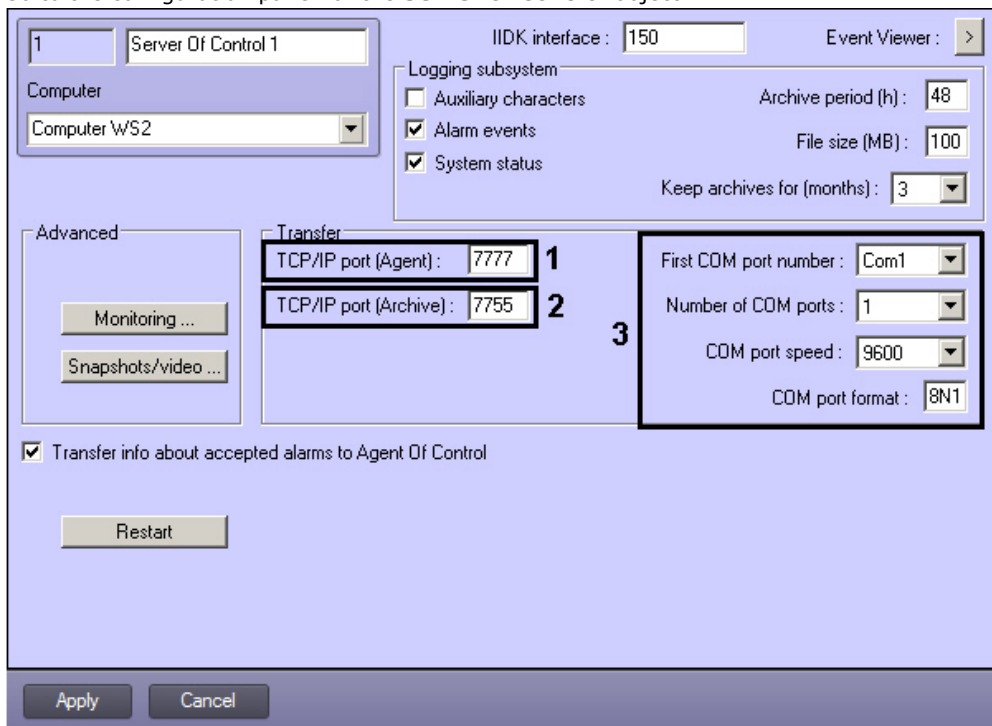 1
Server Of Control 1
Computer
Computer WS2
IIDK interface : 150
Event Viewer : >
Logging subsystem
Auxiliary characters
Alarm events
System status
Archive period (h) : 48
File size (MB) : 100
Keep archives for (months) : 3
Advanced
Monitoring ...
Snapshots/video ...
Transfer
TCP/IP port (Agent) : 7777 1
TCP/IP port (Archive) : 7755 2
3
First COM port number : Com1
Number of COM ports : 1
COM port speed : 9600
COM port format : 8N1
Transfer info about accepted alarms to Agent Of Control
Restart
Apply
Cancel